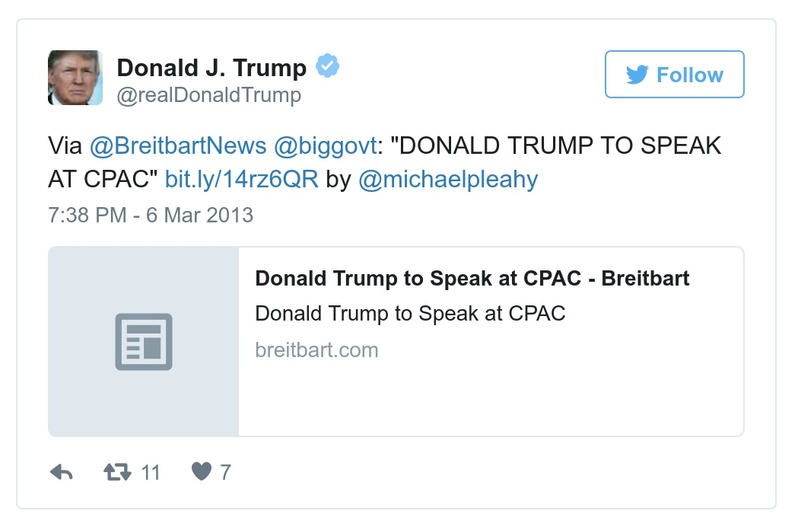 Donald J. Trump
@realDonaldTrump
Follow
Via @BreitbartNews @biggovt: "DONALD TRUMP TO SPEAK
AT CPAC" bit.ly/14rz6QR by @michaelpleahy
7:38 PM - 6 Mar 2013
Donald Trump to Speak at CPAC - Breitbart
Donald Trump to Speak at CPAC
breitbart.com
11
7